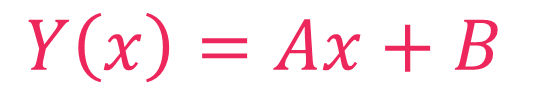 Y(x) = Ax + B